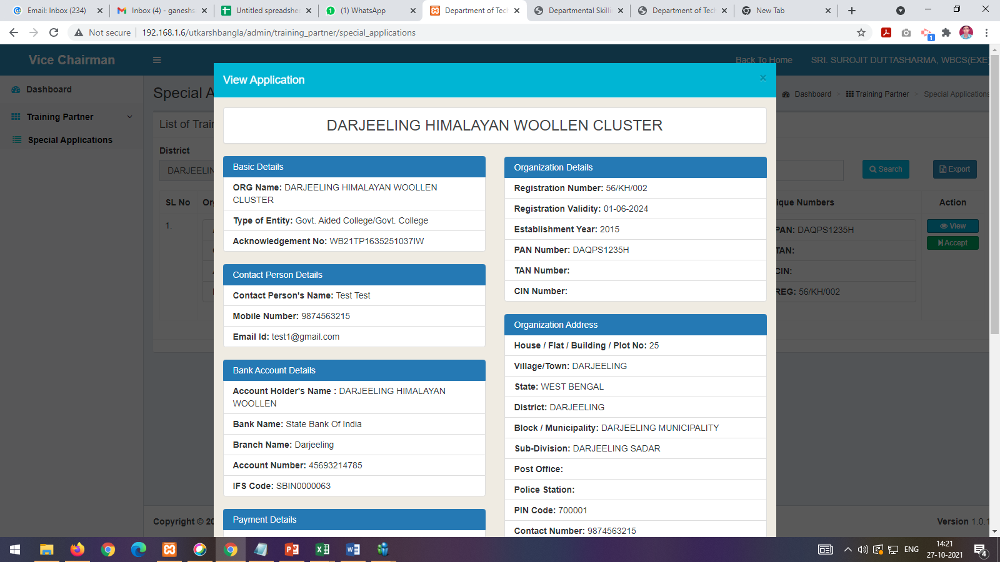 Email: Inbox (234)
Inbox (4) - ganeshs.
Untitled spreadshee
(1) WhatsApp
Department of Tech
Departmental Skillin
Department of Tech
New Tab
Not secure
192.168.1.6/utkarshbangla/admin/training_partner/special_applications
1
Vice Chairman
Back To Home
SRI. SUROJIT DUTTASHARMA, WBCS(EXE)
Dashboard
Training Partner
Special Applications
Special A
Dashboard
Training Partner
Special Applications
List of Train
District
DARJEELIN
Search
Export
SL No
Or
ique Numbers
Action
1.
PAN: DAQPS1235H
TAN:
CIN:
REG: 56/KH/002
View
Accept
View Application
×
DARJEELING HIMALAYAN WOOLLEN CLUSTER
Basic Details
ORG Name: DARJEELING HIMALAYAN WOOLLEN
CLUSTER
Type of Entity: Govt. Aided College/Govt. College
Acknowledgement No: WB21TP1635251037IW
Contact Person Details
Contact Person's Name: Test Test
Mobile Number: 9874563215
Email Id: test1@gmail.com
Bank Account Details
Account Holder's Name : DARJEELING HIMALAYAN
WOOLLEN
Bank Name: State Bank Of India
Branch Name: Darjeeling
Account Number: 45693214785
IFS Code: SBIN0000063
Payment Details
Organization Details
Registration Number: 56/KH/002
Registration Validity: 01-06-2024
Establishment Year: 2015
PAN Number: DAQPS1235H
TAN Number:
CIN Number:
Organization Address
House / Flat / Building / Plot No: 25
Village/Town: DARJEELING
State: WEST BENGAL
District: DARJEELING
Block / Municipality: DARJEELING MUNICIPALITY
Sub-Division: DARJEELING SADAR
Post Office:
Police Station:
PIN Code: 700001
Contact Number: 9874563215
Copyright © 20
Version 1.0.1
ENG
14:21
27-10-2021
4